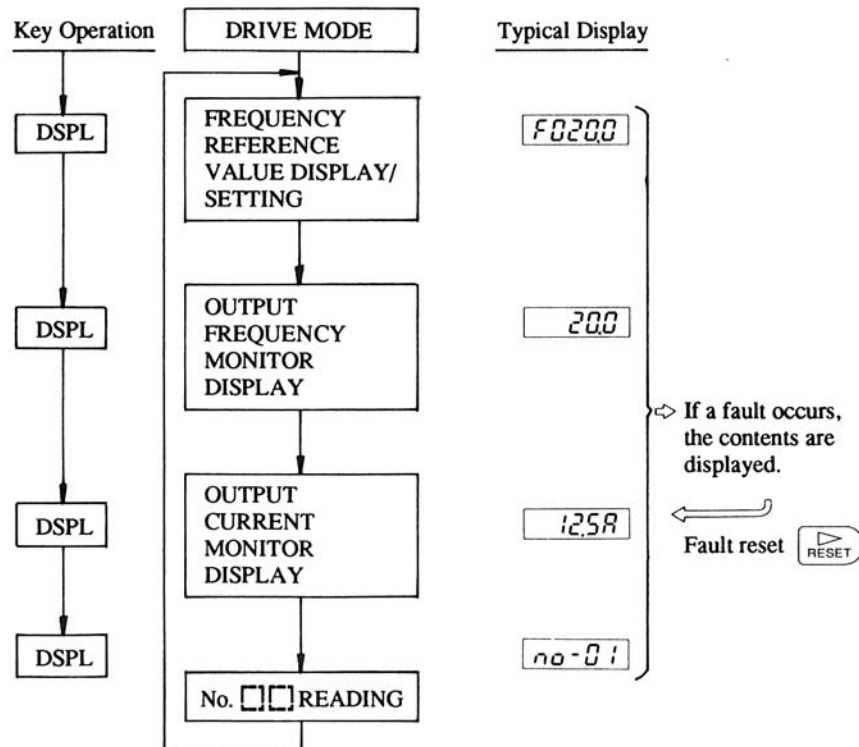 Key Operation
DRIVE MODE
Typical Display
DSPL
FREQUENCY
REFERENCE
VALUE DISPLAY/
SETTING
F020.0
DSPL
OUTPUT
FREQUENCY
MONITOR
DISPLAY
20.0
If a fault occurs,
the contents are
displayed.
DSPL
OUTPUT
CURRENT
MONITOR
DISPLAY
12.5A
Fault reset
RESET
DSPL
no-01
No. READING